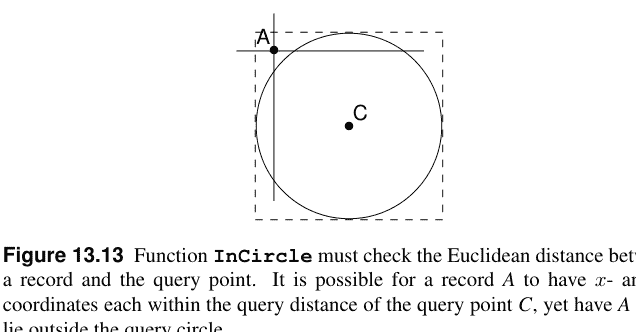 A
C
Figure 13.13 Function InCircle must check the Euclidean distance
a record and the query point. It is possible for a record A to have x-
coordinates each within the query distance of the query point C, yet have A
lie outside the query circle.